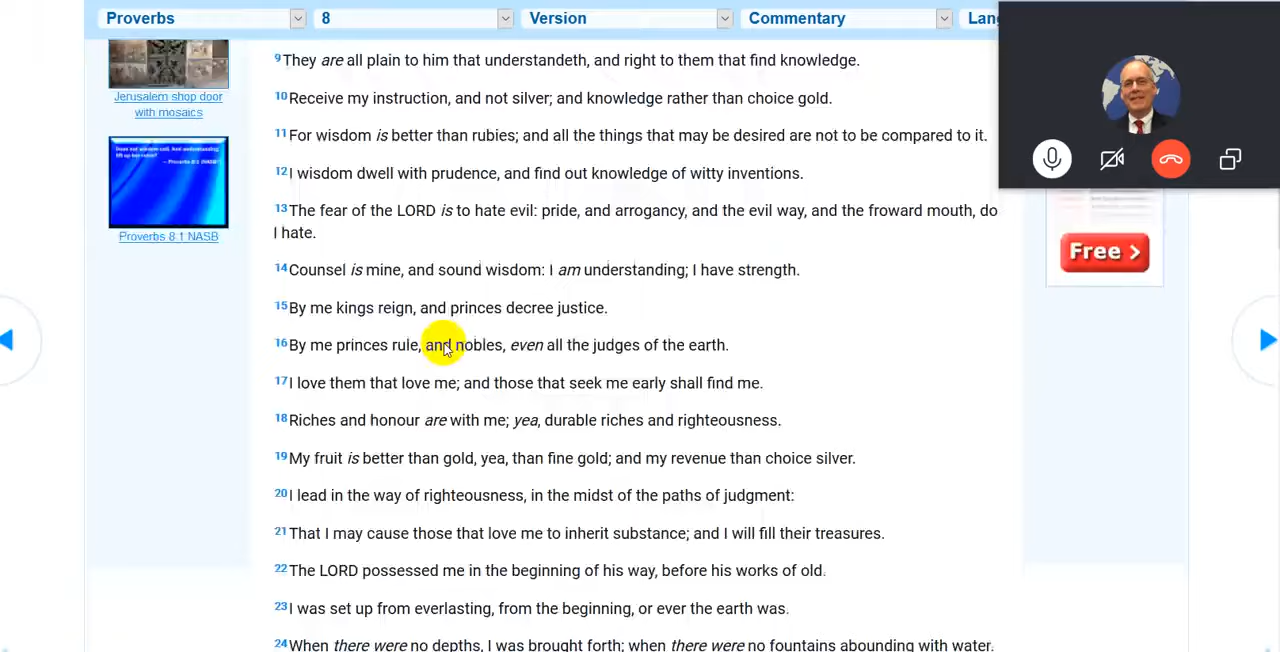 Proverbs 8 Version Commentary Lan
Jerusalem shop door
with mosaics
Proverbs 8 1 NASB
9They are all plain to him that understandeth, and right to them that find knowledge.
10Receive my instruction, and not silver; and knowledge rather than choice gold.
11For wisdom is better than rubies; and all the things that may be desired are not to be compared to it.
12I wisdom dwell with prudence, and find out knowledge of witty inventions.
13The fear of the LORD is to hate evil: pride, and arrogancy, and the evil way, and the froward mouth, do
I hate.
14Counsel is mine, and sound wisdom: I am understanding; I have strength.
15By me kings reign, and princes decree justice.
16By me princes rule, and nobles, even all the judges of the earth.
17I love them that love me; and those that seek me early shall find me.
18Riches and honour are with me; yea, durable riches and righteousness.
19My fruit is better than gold, yea, than fine gold; and my revenue than choice silver.
20I lead in the way of righteousness, in the midst of the paths of judgment:
21That I may cause those that love me to inherit substance; and I will fill their treasures.
22The LORD possessed me in the beginning of his way, before his works of old.
23I was set up from everlasting, from the beginning, or ever the earth was.
24When there were no depths, I was brought forth; when there were no fountains abounding with water.
Free >